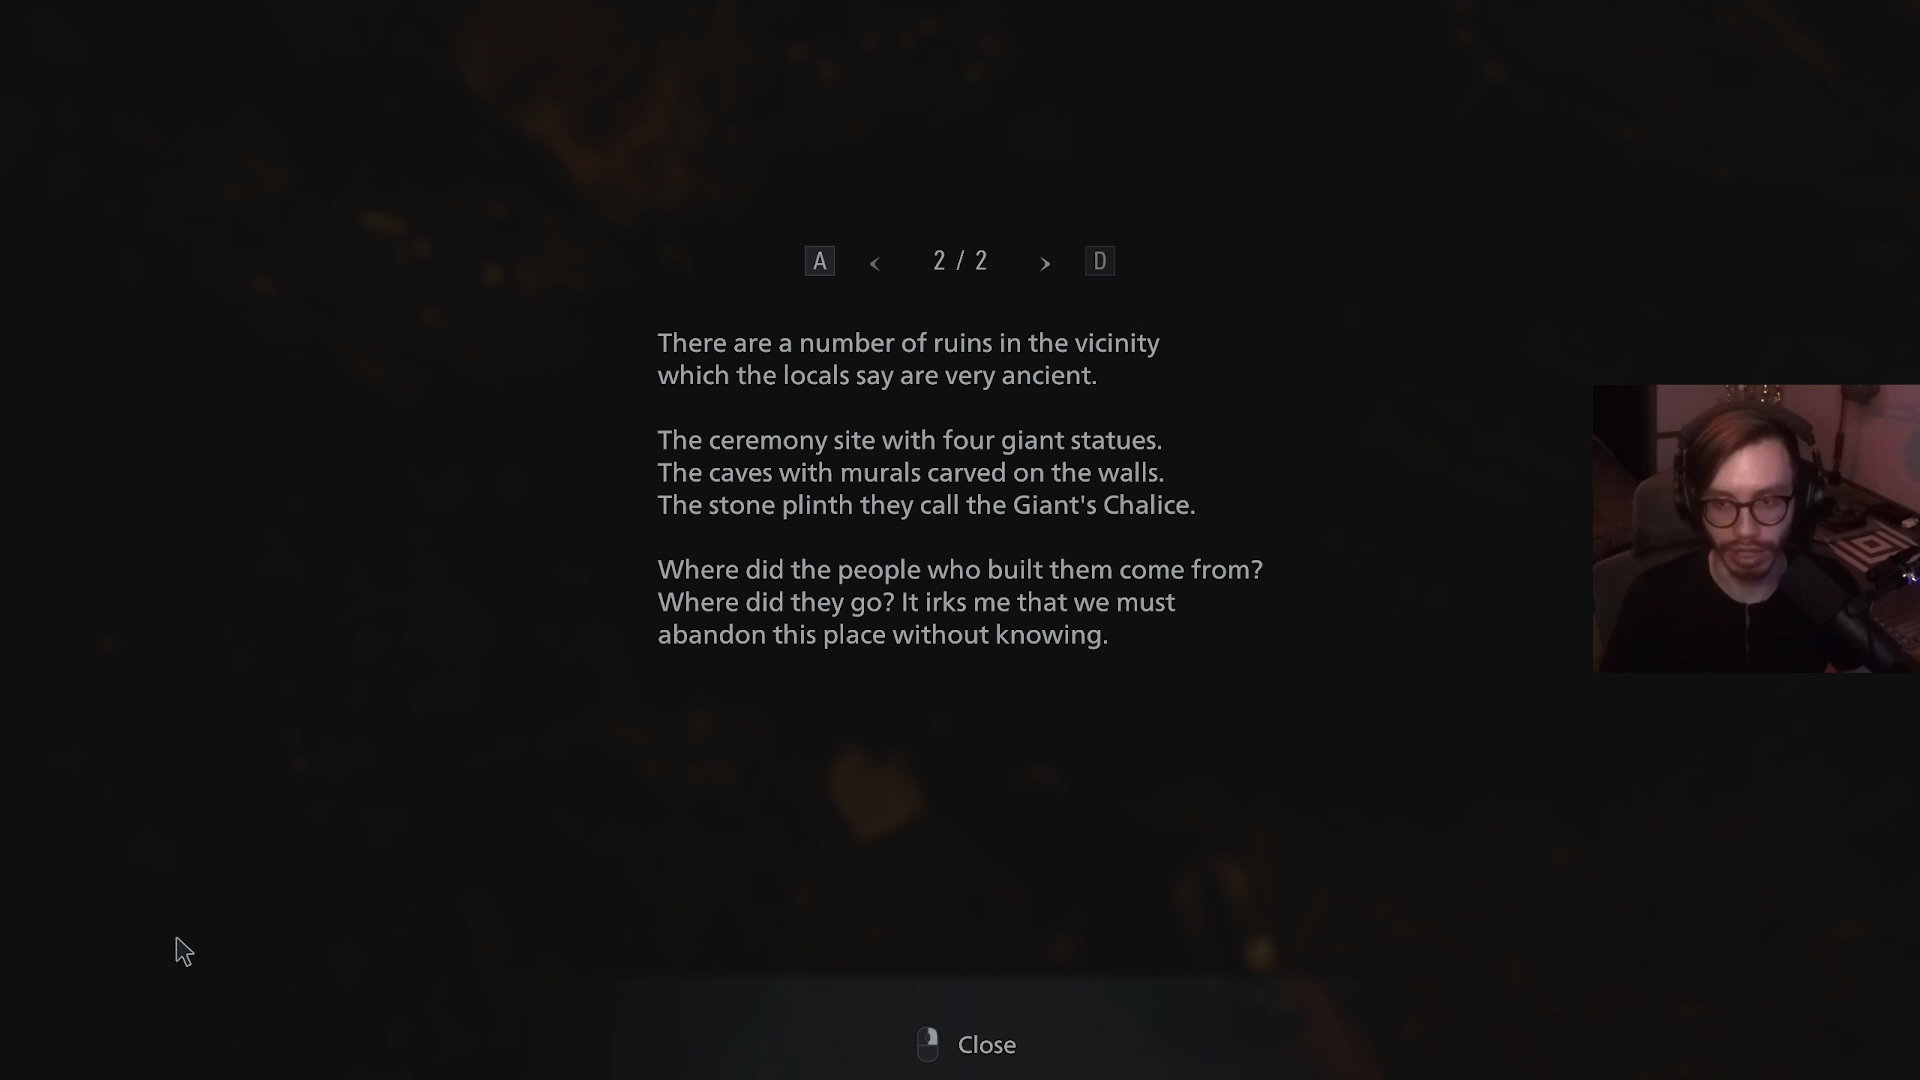 A < 2 / 2 > D
There are a number of ruins in the vicinity
which the locals say are very ancient.
The ceremony site with four giant statues.
The caves with murals carved on the walls.
The stone plinth they call the Giant's Chalice.
Where did the people who built them come from?
Where did they go? It irks me that we must
abandon this place without knowing.
Close